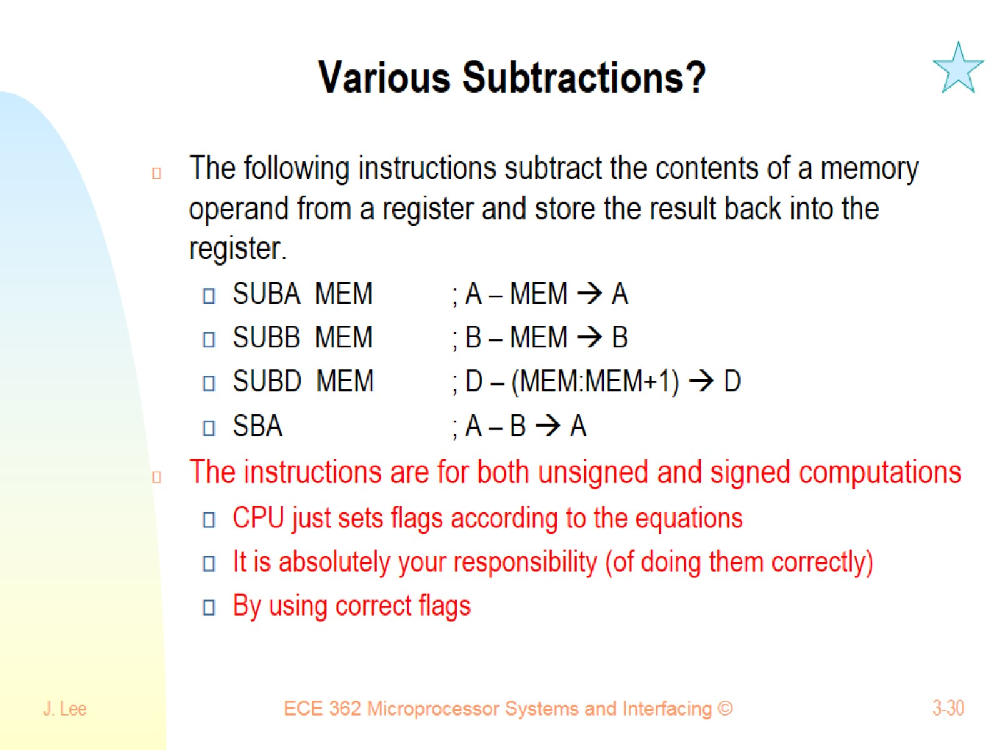 Various Subtractions?
The following instructions subtract the contents of a memory
operand from a register and store the result back into the
register.
SUBA MEM ; A – MEM → A
SUBB MEM ; B – MEM → B
SUBD MEM ; D – (MEM:MEM+1) → D
SBA ; A – B → A
The instructions are for both unsigned and signed computations
CPU just sets flags according to the equations
It is absolutely your responsibility (of doing them correctly)
By using correct flags
J. Lee ECE 362 Microprocessor Systems and Interfacing © 3-30